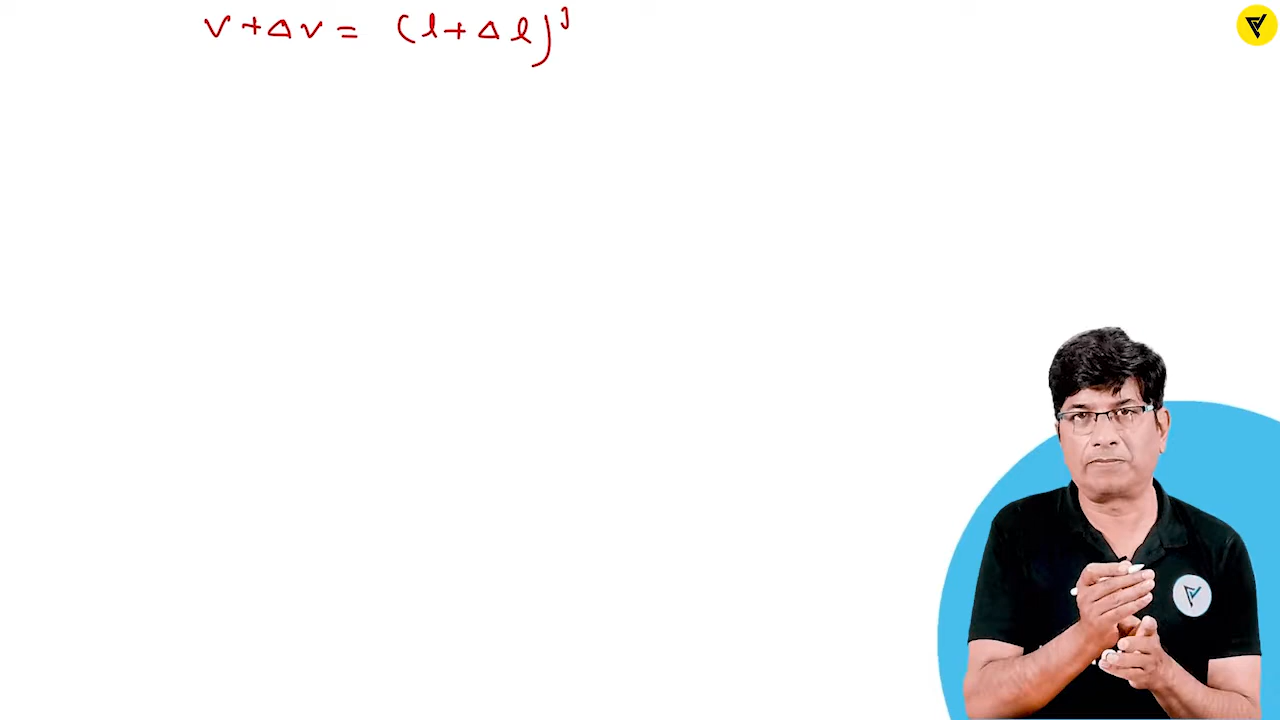 v + Δv = (l + Δl)³